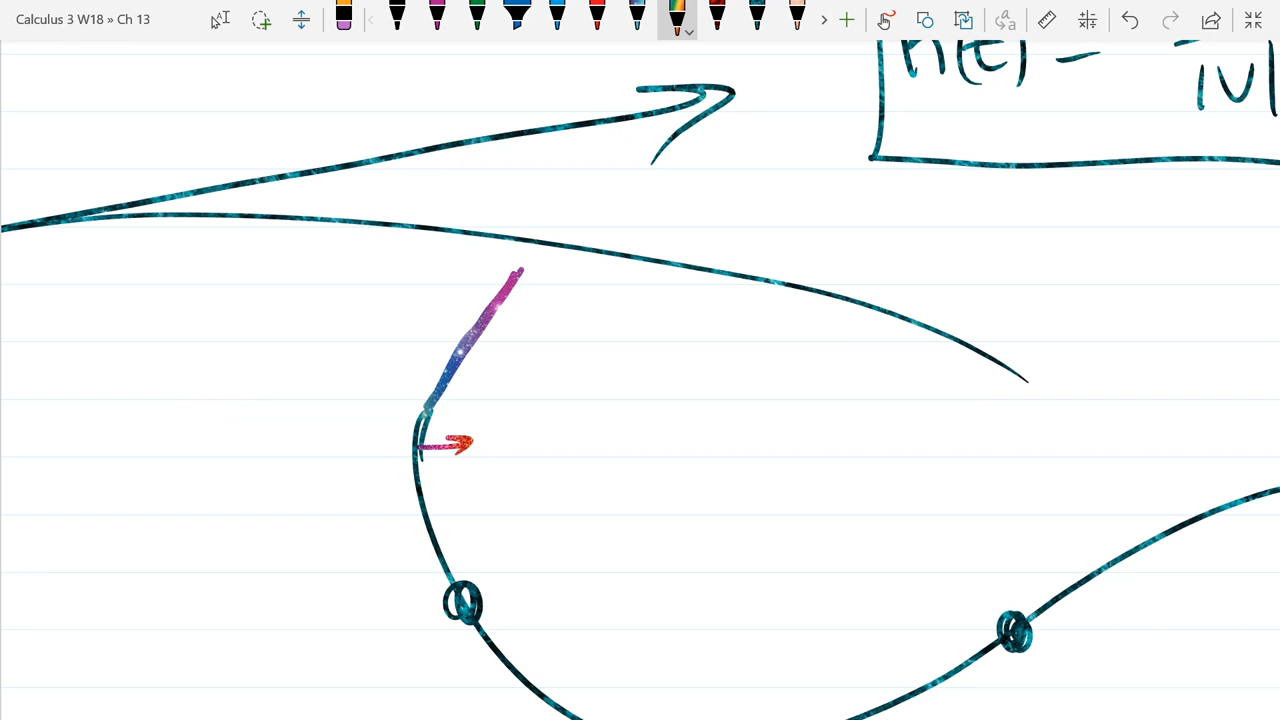 Calculus 3 W18 » Ch 13
(t) =
|V|